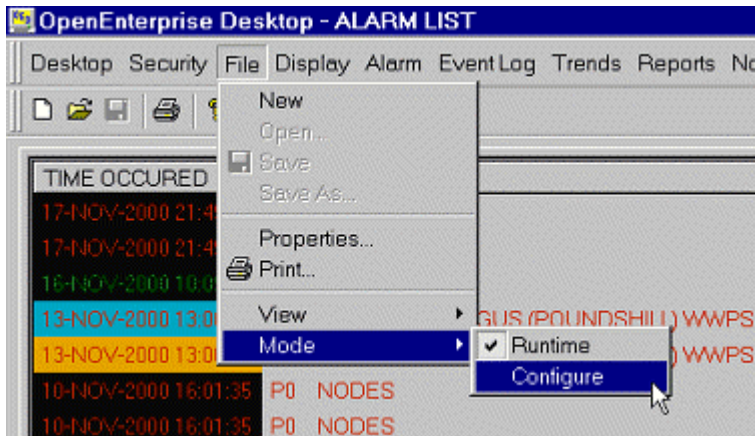 OpenEnterprise Desktop - ALARM LIST
Desktop Security File Display Alarm Event Log Trends Reports
New
Open...
Save
Save As...
Properties...
Print...
View
Mode
Runtime
Configure
TIME OCCURED
17-NOV-2000
17-NOV-2000
16-NOV-2000
13-NOV-2000 (POUNDSHILL) WWPS
13-NOV-2000 WWPS
10-NOV-2000 16:01:35 P0 NODES
10-NOV-2000 16:01:35 P0 NODES